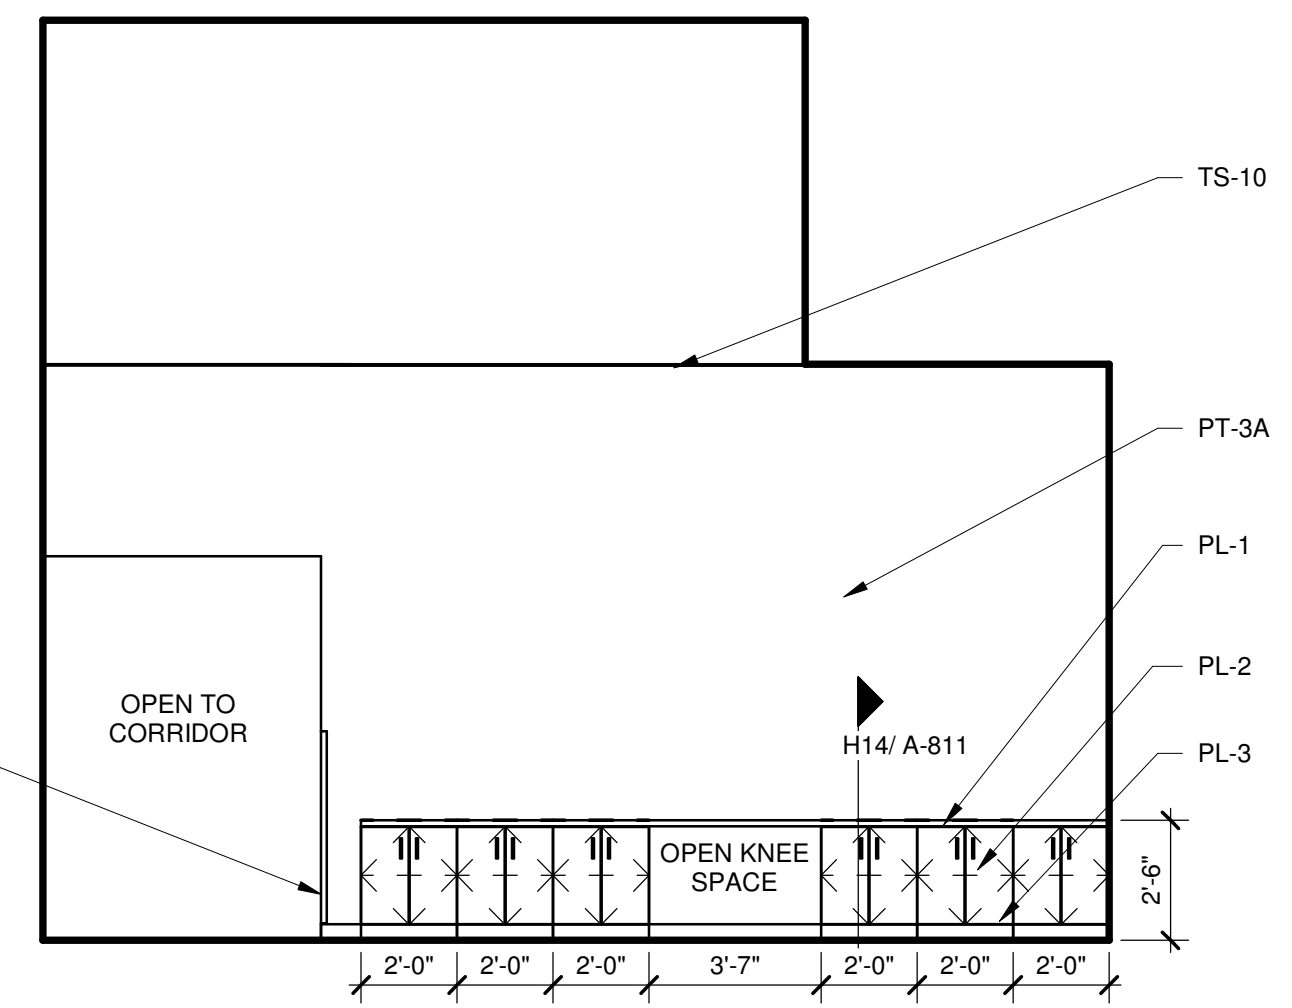 TS-10
PT-3A
PL-1
PL-2
OPEN TO
CORRIDOR
H14/ A-811
PL-3
OPEN KNEE
SPACE
2'-6"
2'-0"
2'-0"
2'-0"
3'-7"
2'-0"
2'-0"
2'-0"